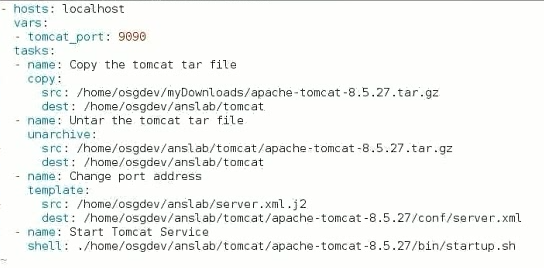 - hosts: localhost
  vars:
  - tomcat_port: 9090
  tasks:
  - name: Copy the tomcat tar file
    copy:
      src: /home/osgdev/myDownloads/apache-tomcat-8.5.27.tar.gz
      dest: /home/osgdev/anslab/tomcat
  - name: Untar the tomcat tar file
    unarchive:
      src: /home/osgdev/anslab/tomcat/apache-tomcat-8.5.27.tar.gz
      dest: /home/osgdev/anslab/tomcat
  - name: Change port address
    template:
      src: /home/osgdev/anslab/server.xml.j2
      dest: /home/osgdev/anslab/tomcat/apache-tomcat-8.5.27/conf/server.xml
  - name: Start Tomcat Service
    shell: ./home/osgdev/anslab/tomcat/apache-tomcat-8.5.27/bin/startup.sh
~